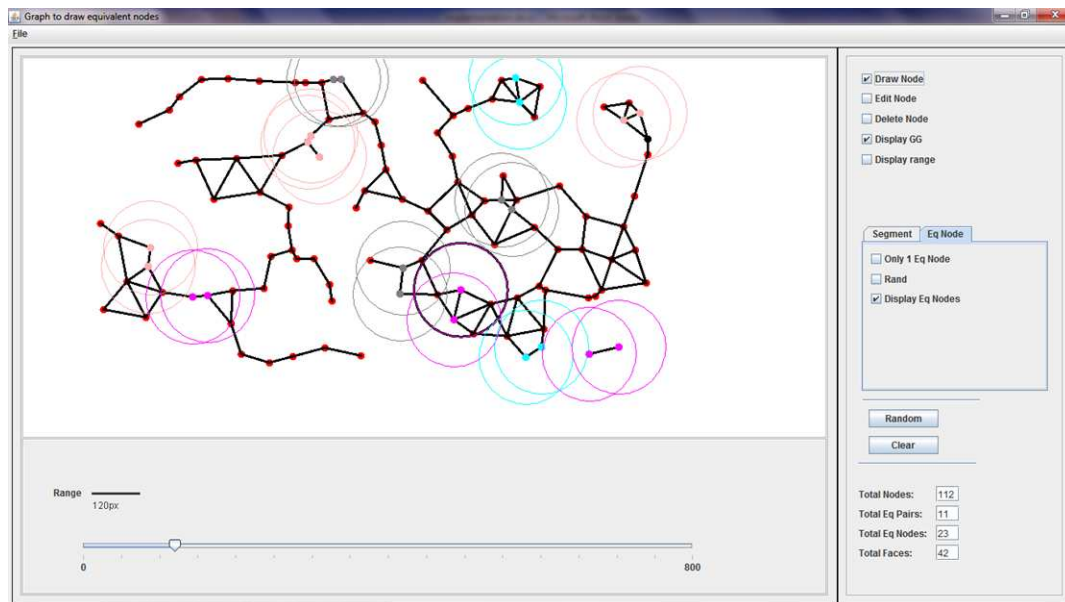 Graph to draw equivalent nodes
File
Draw Node
Edit Node
Delete Node
Display GG
Display range
Segment
Eq Node
Only 1 Eq Node
Rand
Display Eq Nodes
Random
Clear
Range
120px
0
800
Total Nodes: 112
Total Eq Pairs: 11
Total Eq Nodes: 23
Total Faces: 42